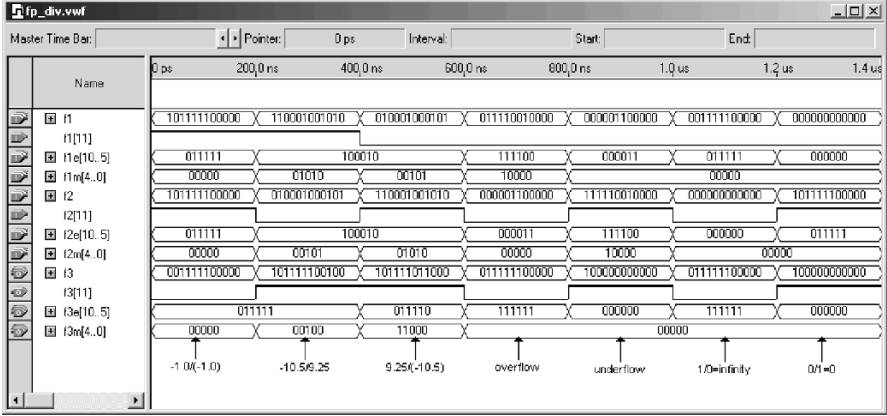 fp_div.vwf
Master Time Bar: Pointer: 0 ps Interval: Start: End:
Name 0 ps 200.0 ns 400.0 ns 600.0 ns 800.0 ns 1.0 us 1.2 us 1.4 us
f1 101111100000 110001001010 010001000101 011110010000 000001100000 001111100000 000000000000
f1[11]
f1e[10..5] 011111 100010 111100 000011 011111 000000
f1m[4..0] 00000 01010 00101 10000 00000
f2 101111100000 010001000101 110001001010 000001100000 111110010000 000000000000 101111100000
f2[11]
f2e[10..5] 011111 100010 000011 111100 000000 011111
f2m[4..0] 00000 00101 01010 00000 10000 00000
f3 001111100000 101111100100 101111011000 011111100000 100000000000 011111100000 100000000000
f3[11]
f3e[10..5] 011111 011110 111111 000000 111111 000000
f3m[4..0] 00000 00100 11000 00000
-1.0/(-1.0) -10.5/9.25 9.25/(-10.5) overflow underflow 1/0=infinity 0/1=0